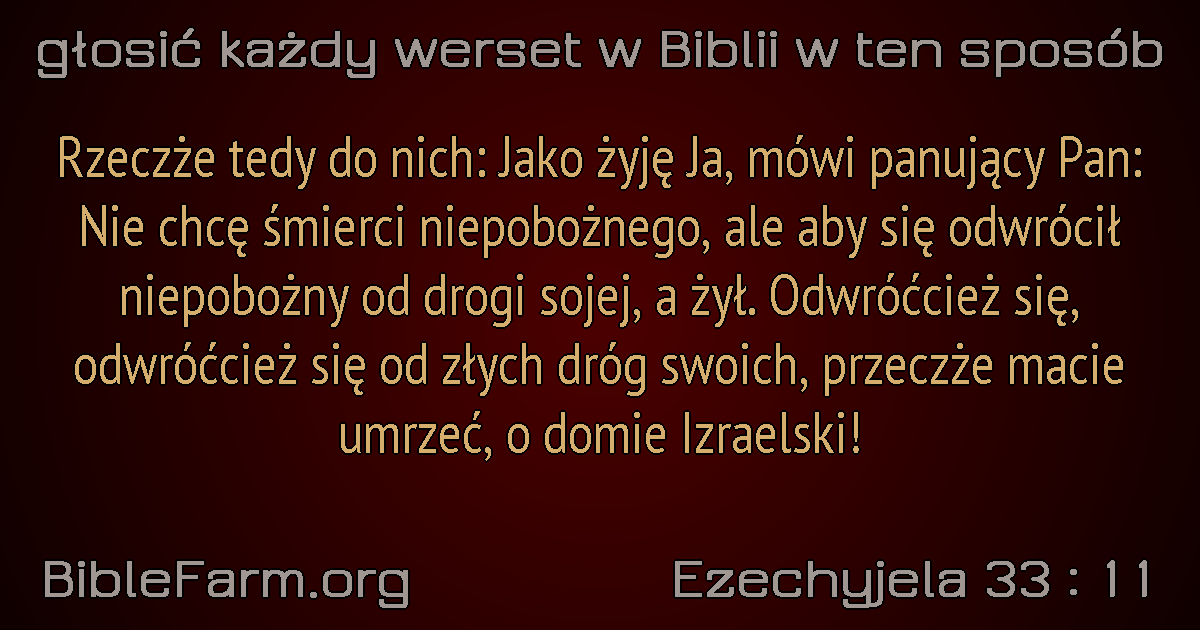 głosić każdy werset w Biblii w ten sposób
Rzeczże tedy do nich: Jako żyję Ja, mówi panujący Pan:
Nie chcę śmierci niepobożnego, ale aby się odwrócił
niepobożny od drogi sojej, a żył. Odwróćcież się,
odwróćcież się od złych dróg swoich, przeczże macie
umrzeć, o domie Izraelski!
BibleFarm.org
Ezechyjela 33 : 11